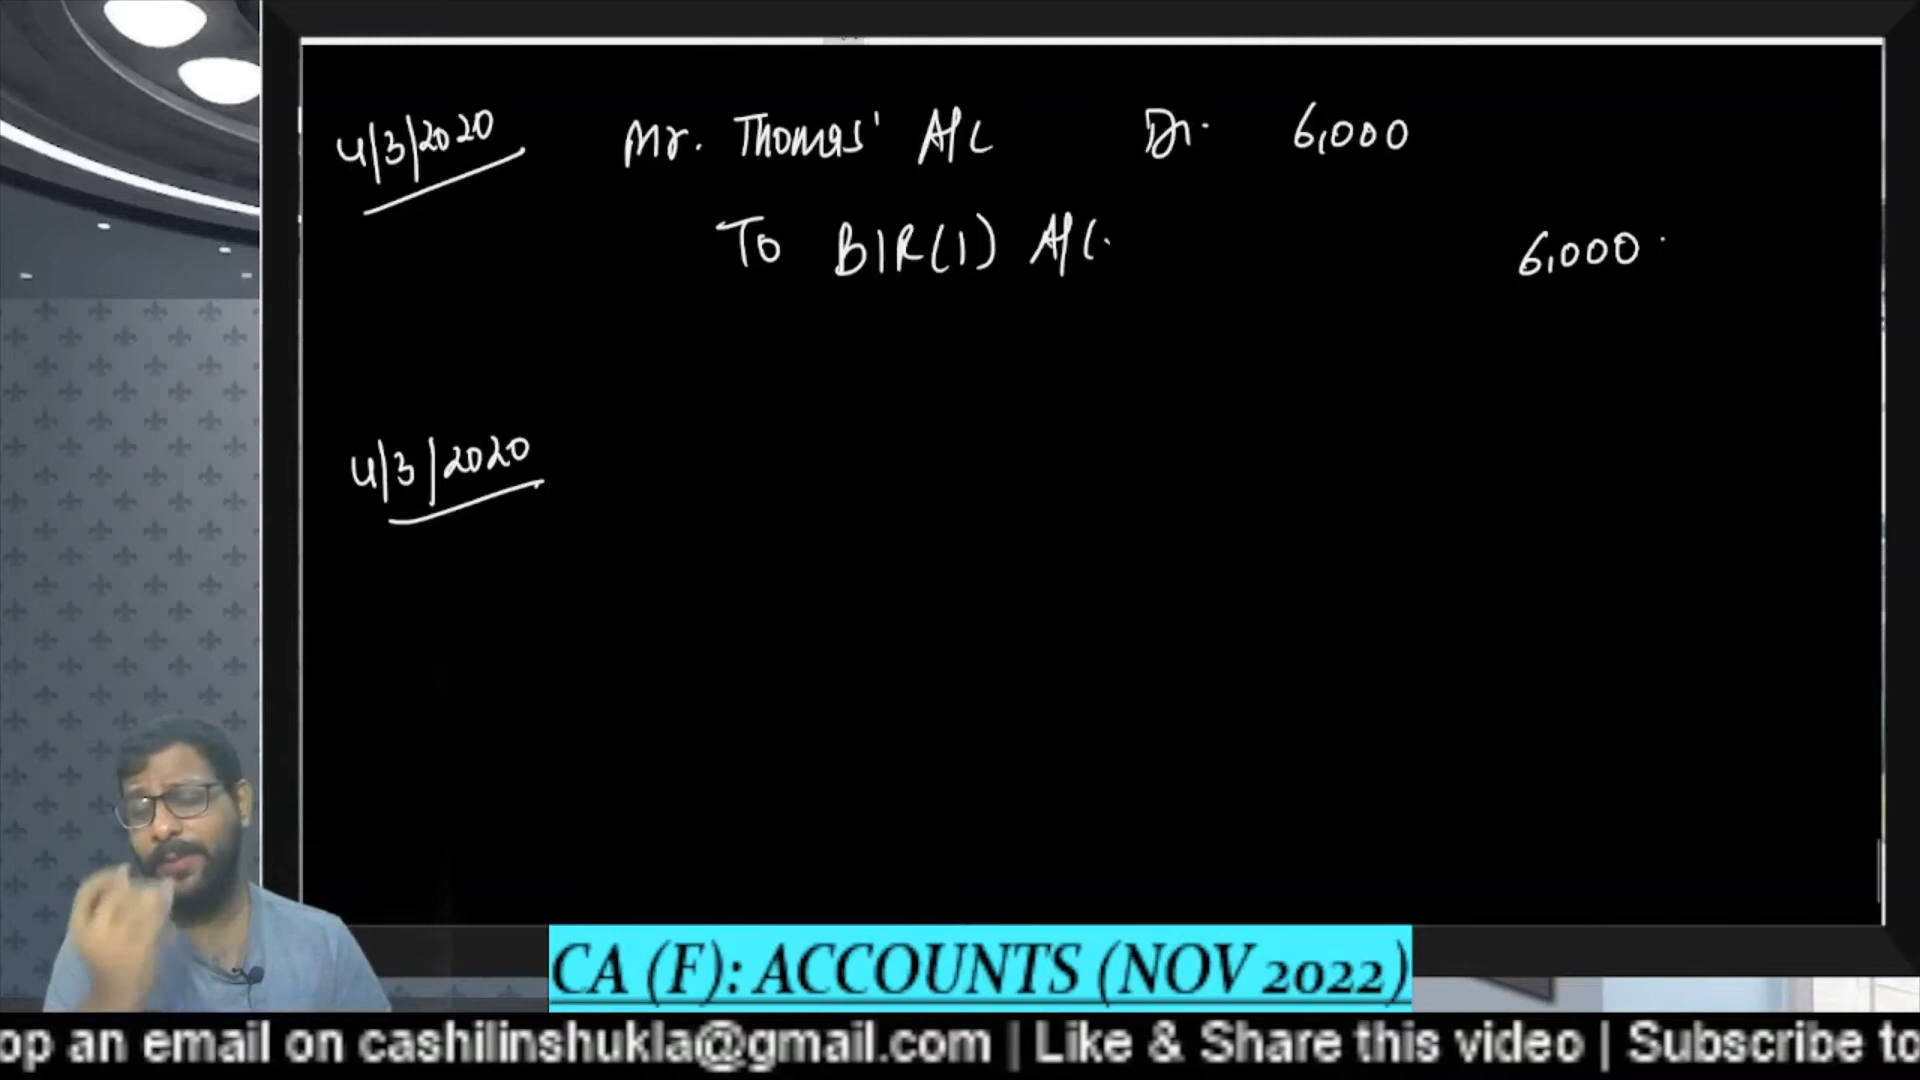 4/3/2020 Mr. Thomas' A/c Dr. 6,000
To B/R(1) A/c. 6,000
4/3/2020
CA (F): ACCOUNTS (NOV 2022)
op an email on cashilinshukla@gmail.com | Like & Share this video | Subscribe to